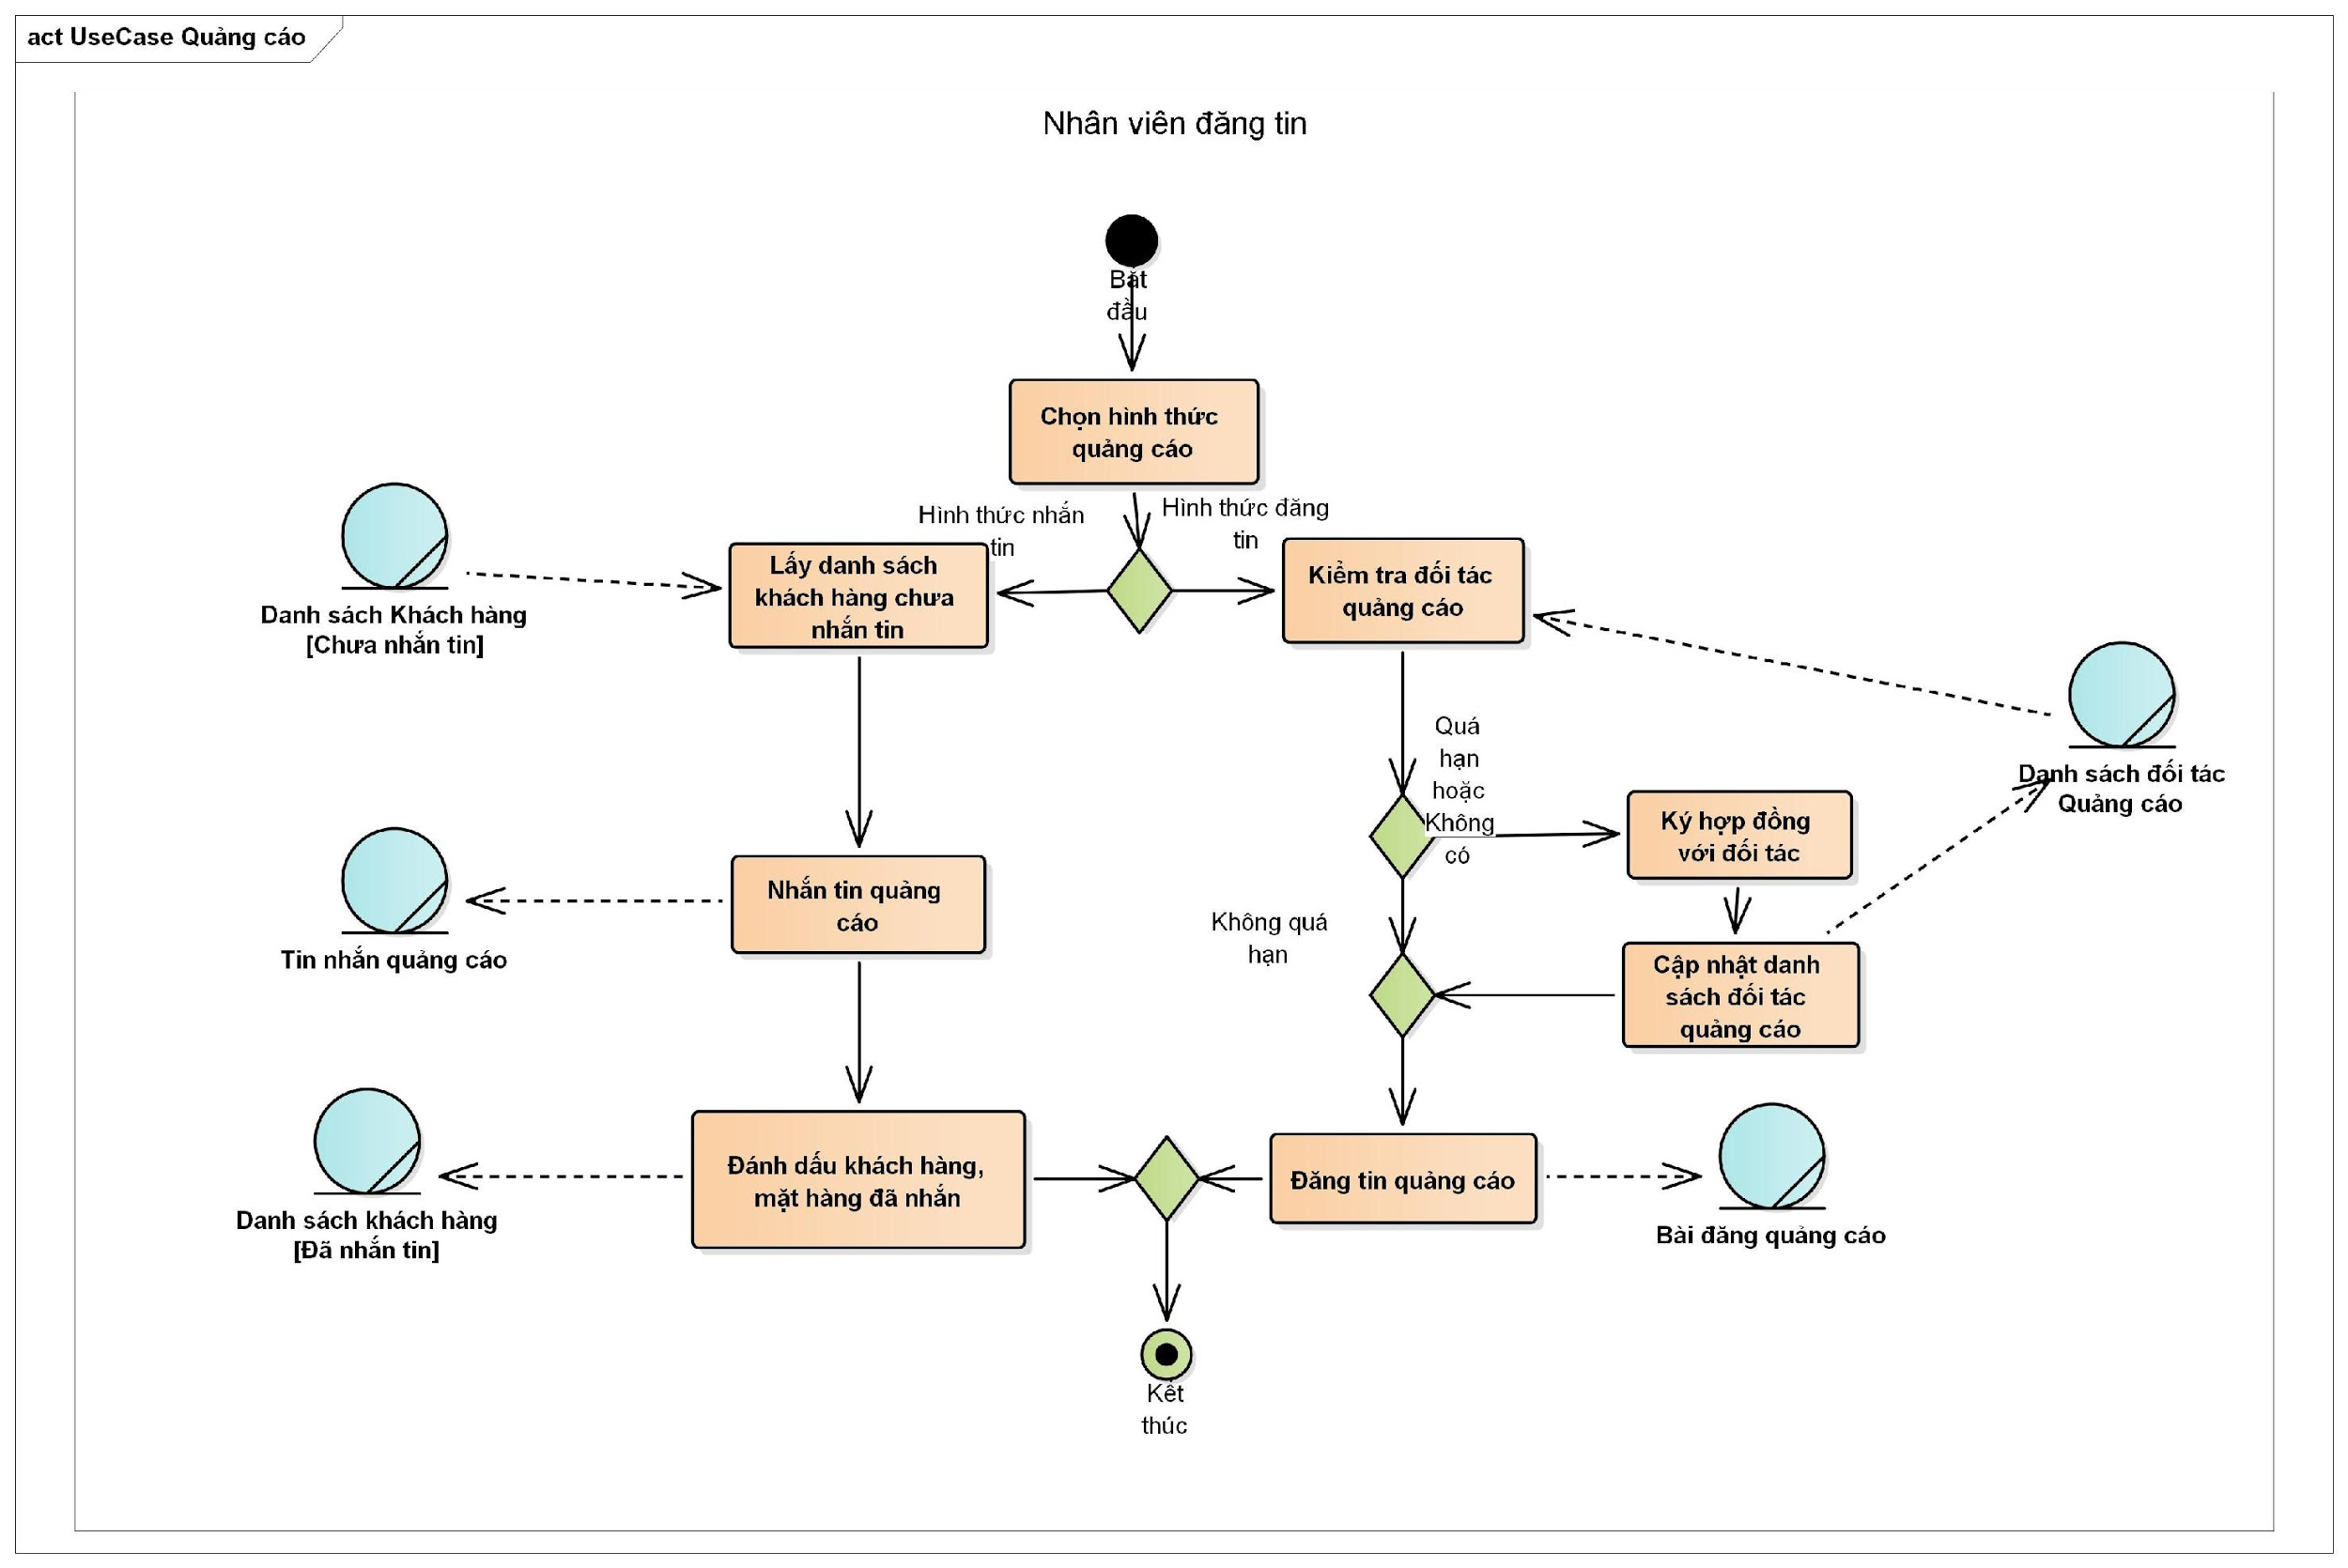 act UseCase Quảng cáo
Nhân viên đăng tin
Bắt
đầu
Chọn hình thức
quảng cáo
Hình thức nhắn
tin
Hình thức đăng
tin
Lấy danh sách
khách hàng chưa
nhắn tin
Kiểm tra đối tác
quảng cáo
Danh sách Khách hàng
[Chưa nhắn tin]
Quá
hạn
hoặc
Không
có
Danh sách đối tác
Quảng cáo
Ký hợp đồng
với đối tác
Nhắn tin quảng
cáo
Tin nhắn quảng cáo
Không quá
hạn
Cập nhật danh
sách đối tác
quảng cáo
Đánh dấu khách hàng,
mặt hàng đã nhắn
Đăng tin quảng cáo
Danh sách khách hàng
[Đã nhắn tin]
Bài đăng quảng cáo
Kết
thúc